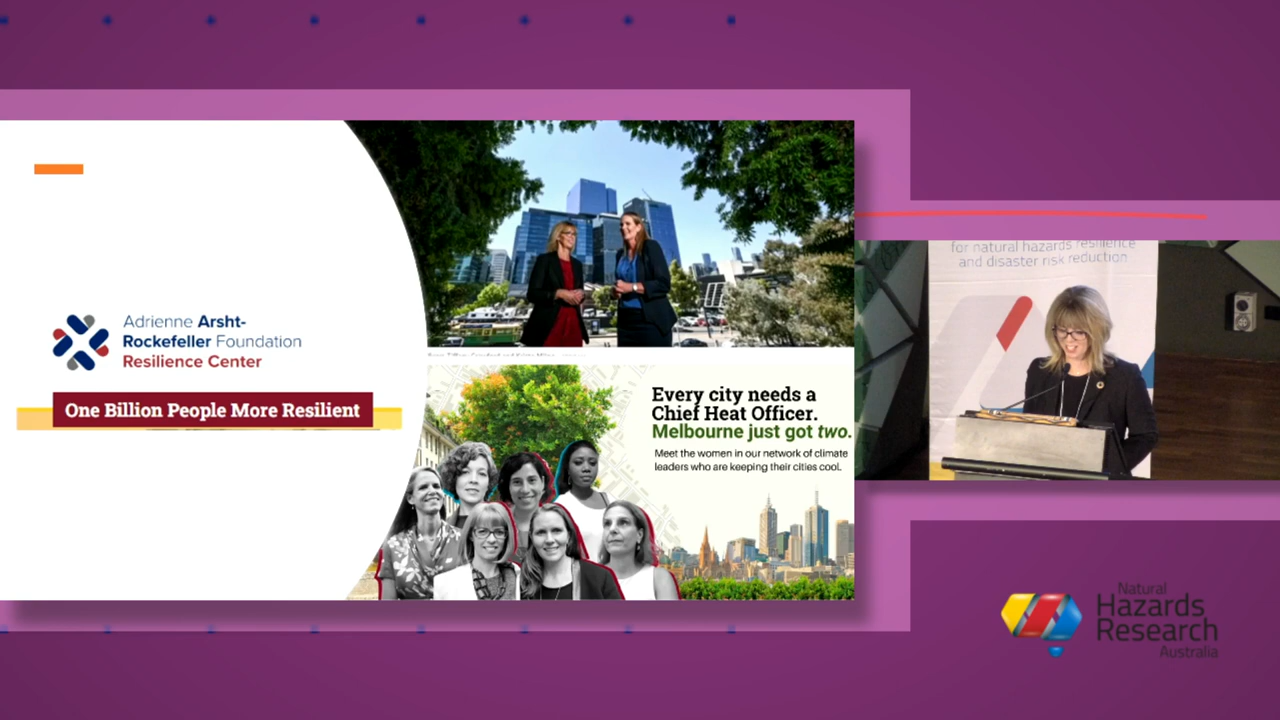 Adrienne Arsht-
Rockefeller Foundation
Resilience Center
One Billion People More Resilient
Every city needs a
Chief Heat Officer.
Melbourne just got two.
Meet the women in our network of climate
leaders who are keeping their cities cool.
for natural hazards resilience
and disaster risk reduction
Natural
Hazards
Research
Australia